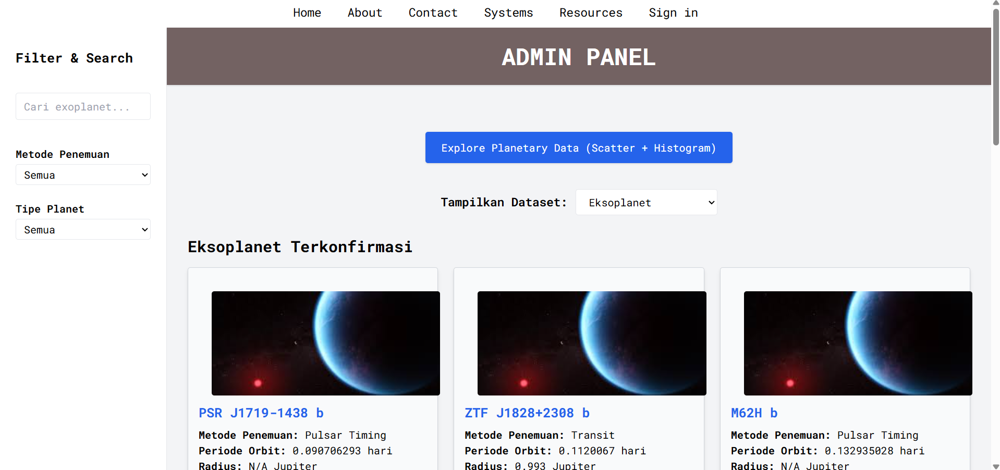 Home About Contact Systems Resources Sign in
Filter & Search
Cari exoplanet...
Metode Penemuan
Semua
Tipe Planet
Semua
ADMIN PANEL
Explore Planetary Data (Scatter + Histogram)
Tampilkan Dataset: Eksoplanet
Eksoplanet Terkonfirmasi
PSR J1719-1438 b
Metode Penemuan: Pulsar Timing
Periode Orbit: 0.090706293 hari
Radius: N/A Jupiter
ZTF J1828+2308 b
Metode Penemuan: Transit
Periode Orbit: 0.1120067 hari
Radius: 0.993 Jupiter
M62H b
Metode Penemuan: Pulsar Timing
Periode Orbit: 0.132935028 hari
Radius: N/A Jupiter